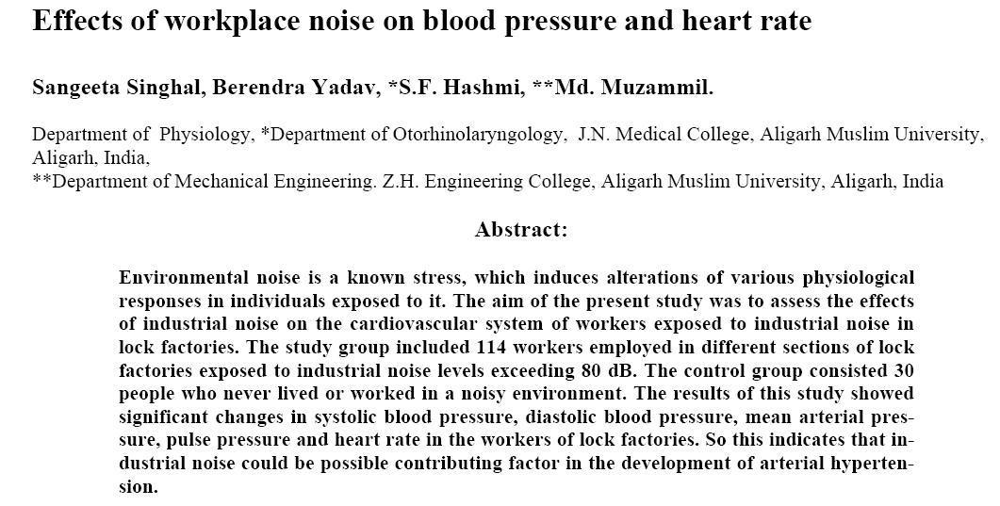 Effects of workplace noise on blood pressure and heart rate
Sangeeta Singhal, Berendra Yadav, *S.F. Hashmi, **Md. Muzammil.
Department of  Physiology, *Department of Otorhinolaryngology,  J.N. Medical College, Aligarh Muslim University,
Aligarh, India,
**Department of Mechanical Engineering. Z.H. Engineering College, Aligarh Muslim University, Aligarh, India
Abstract:
Environmental noise is a known stress, which induces alterations of various physiological
responses in individuals exposed to it. The aim of the present study was to assess the effects
of industrial noise on the cardiovascular system of workers exposed to industrial noise in
lock factories. The study group included 114 workers employed in different sections of lock
factories exposed to industrial noise levels exceeding 80 dB. The control group consisted 30
people who never lived or worked in a noisy environment. The results of this study showed
significant changes in systolic blood pressure, diastolic blood pressure, mean arterial pres-
sure, pulse pressure and heart rate in the workers of lock factories. So this indicates that in-
dustrial noise could be possible contributing factor in the development of arterial hyperten-
sion.